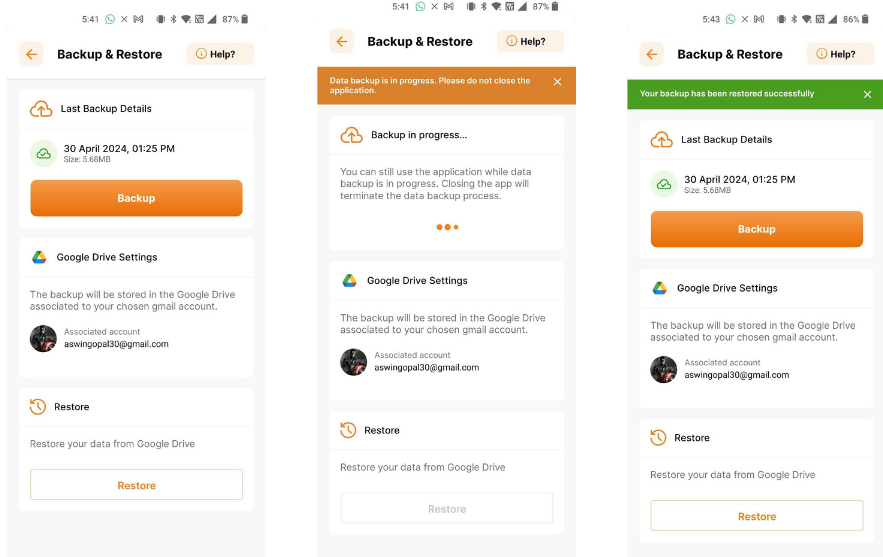 5:41
87%
Backup & Restore
Help?
Last Backup Details
30 April 2024, 01:25 PM
Size: 5.68MB
Backup
Google Drive Settings
The backup will be stored in the Google Drive
associated to your chosen gmail account.
Associated account
aswingopal30@gmail.com
Restore
Restore your data from Google Drive
Restore
5:41
87%
Backup & Restore
Help?
Data backup is in progress. Please do not close the
application.
Backup in progress...
You can still use the application while data
backup is in progress. Closing the app will
terminate the data backup process.
Google Drive Settings
The backup will be stored in the Google Drive
associated to your chosen gmail account.
Associated account
aswingopal30@gmail.com
Restore
Restore your data from Google Drive
Restore
5:43
86%
Backup & Restore
Help?
Your backup has been restored successfully
Last Backup Details
30 April 2024, 01:25 PM
Size: 5.68MB
Backup
Google Drive Settings
The backup will be stored in the Google Drive
associated to your chosen gmail account.
Associated account
aswingopal30@gmail.com
Restore
Restore your data from Google Drive
Restore